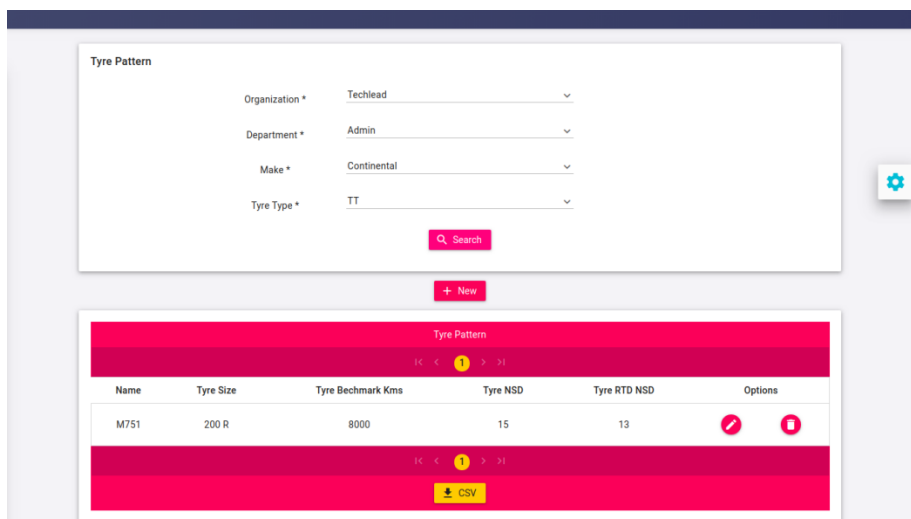 Tyre Pattern
Organization * Techlead
Department * Admin
Make * Continental
Tyre Type * TT
Search
+ New
Tyre Pattern
1
Name Tyre Size Tyre Bechmark Kms Tyre NSD Tyre RTD NSD Options
M751 200 R 8000 15 13
1
CSV